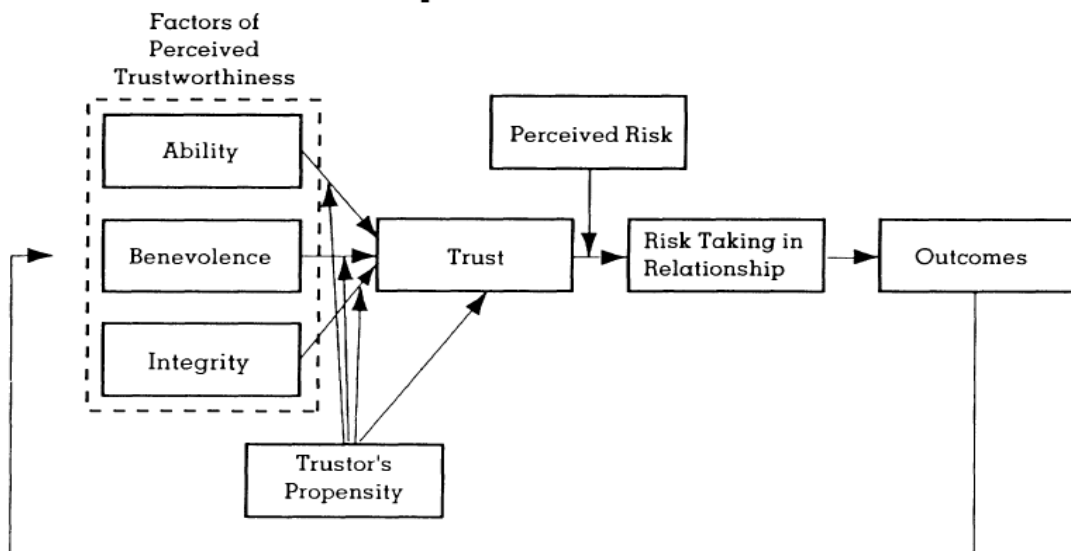 Factors of
Perceived
Trustworthiness
Ability
Benevolence
Integrity
Trustor's
Propensity
Trust
Perceived Risk
Risk Taking in
Relationship
Outcomes